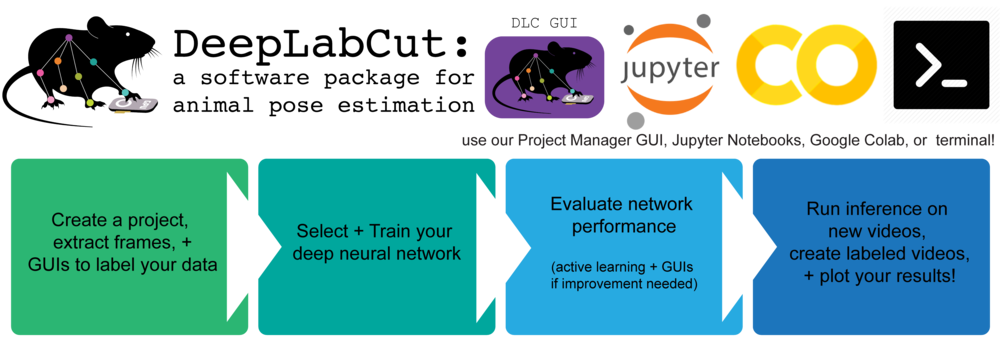 DeepLabCut:
a software package for
animal pose estimation
DLC GUI
jupyter
use our Project Manager GUI, Jupyter Notebooks, Google Colab, or terminal!
Create a project,
extract frames, +
GUIs to label your data
Select + Train your
deep neural network
Evaluate network
performance
(active learning + GUIs
if improvement needed)
Run inference on
new videos,
create labeled videos,
+ plot your results!